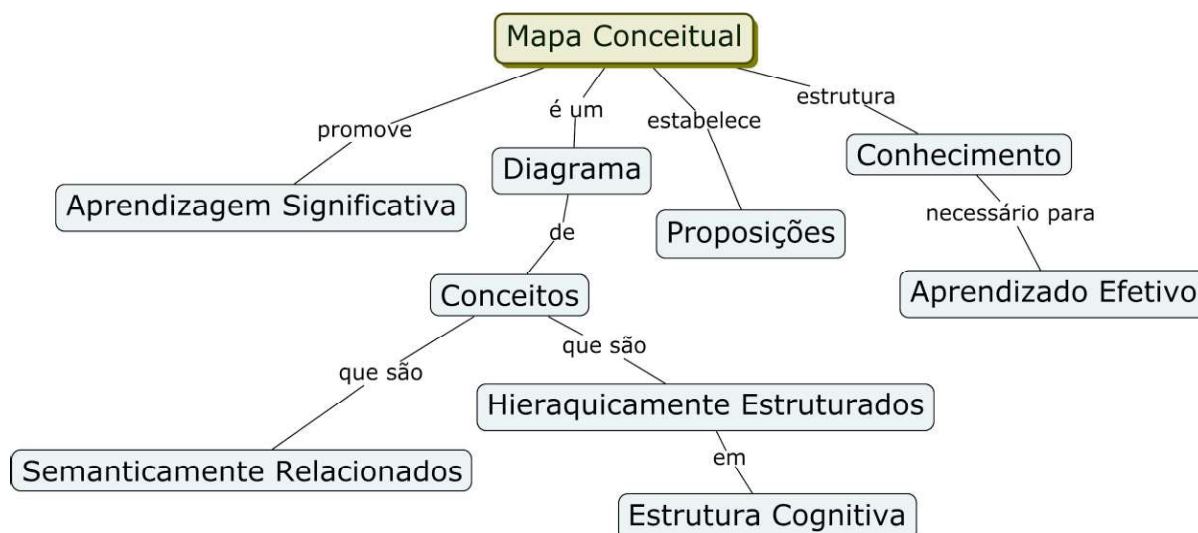 Mapa Conceitual
estrutura
é um
estabelece
promove
Conhecimento
Diagrama
Aprendizagem Significativa
necessário para
Proposições
de
Aprendizado Efetivo
Conceitos
que são
que são
Hieraquicamente Estruturados
em
Semanticamente Relacionados
Estrutura Cognitiva